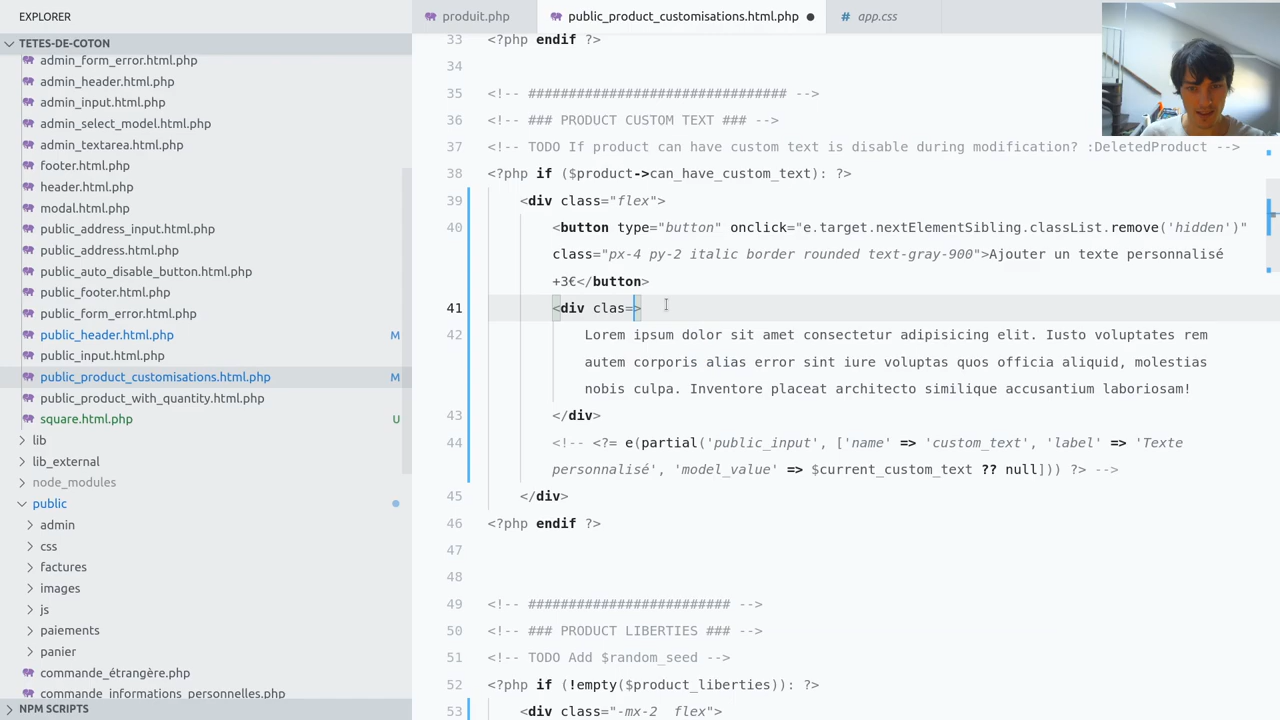 EXPLORER
TETES-DE-COTON
admin_form_error.html.php
admin_header.html.php
admin_input.html.php
admin_select_model.html.php
admin_textarea.html.php
footer.html.php
header.html.php
modal.html.php
public_address_input.html.php
public_address.html.php
public_auto_disable_button.html.php
public_footer.html.php
public_form_error.html.php
public_header.html.php M
public_input.html.php
public_product_customisations.html.php M
public_product_with_quantity.html.php
square.html.php U
lib
lib_external
node_modules
public
admin
css
factures
images
js
paiements
panier
commande_étrangère.php
commande_informations_personnelles.php
NPM SCRIPTS
produit.php
public_product_customisations.html.php
app.css
33 <?php endif ?>
34
35 <!-- ################################ -->
36 <!-- ### PRODUCT CUSTOM TEXT ### -->
37 <!-- TODO If product can have custom text is disable during modification? :DeletedProduct -->
38 <?php if ($product->can_have_custom_text): ?>
39 <div class="flex">
40 <button type="button" onclick="e.target.nextElementSibling.classList.remove('hidden')"
class="px-4 py-2 italic border rounded text-gray-900">Ajouter un texte personnalisé
+3€</button>
41 <div clas=>
42 Lorem ipsum dolor sit amet consectetur adipisicing elit. Iusto voluptates rem
autem corporis alias error sint iure voluptas quos officia aliquid, molestias
nobis culpa. Inventore placeat architecto similique accusantium laboriosam!
43 </div>
44 <!-- <?= e(partial('public_input', ['name' => 'custom_text', 'label' => 'Texte
personnalisé', 'model_value' => $current_custom_text ?? null])) ?> -->
45 </div>
46 <?php endif ?>
47
48
49 <!-- ######################## -->
50 <!-- ### PRODUCT LIBERTIES ### -->
51 <!-- TODO Add $random_seed -->
52 <?php if (!empty($product_liberties)): ?>
53 <div class="-mx-2 flex">